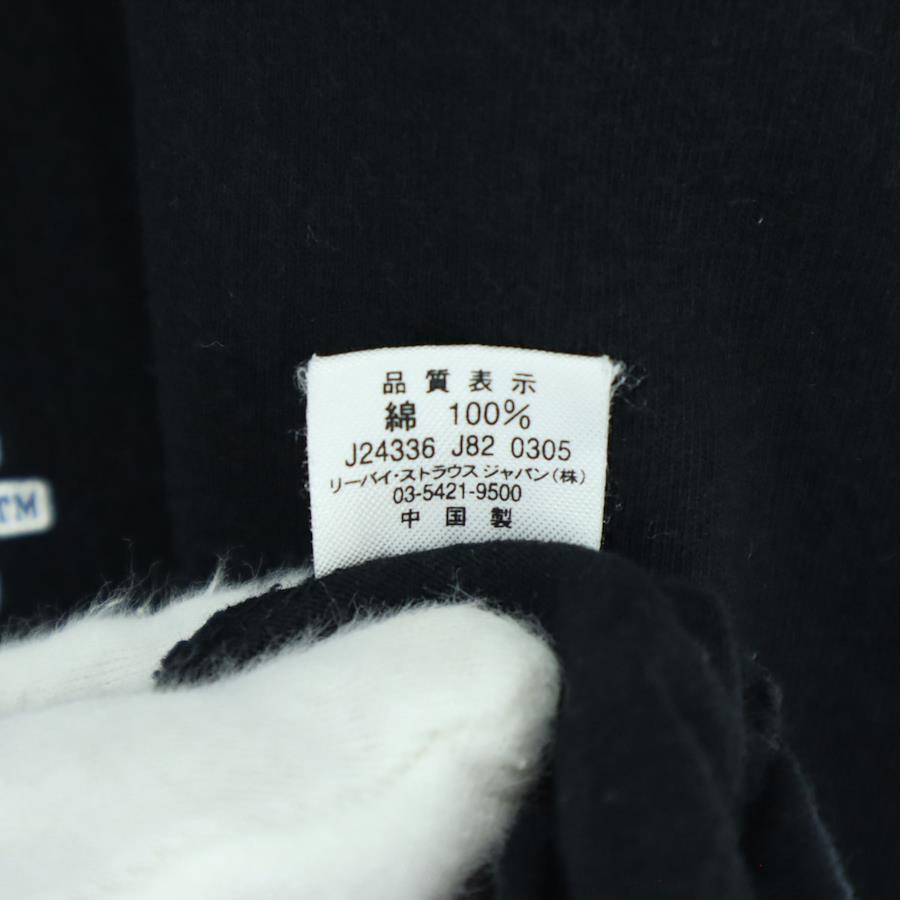 品質表示
綿 100%
J24336 J82 0305
リーバイ・ストラウス ジャパン(株)
03-5421-9500
中国製
TM